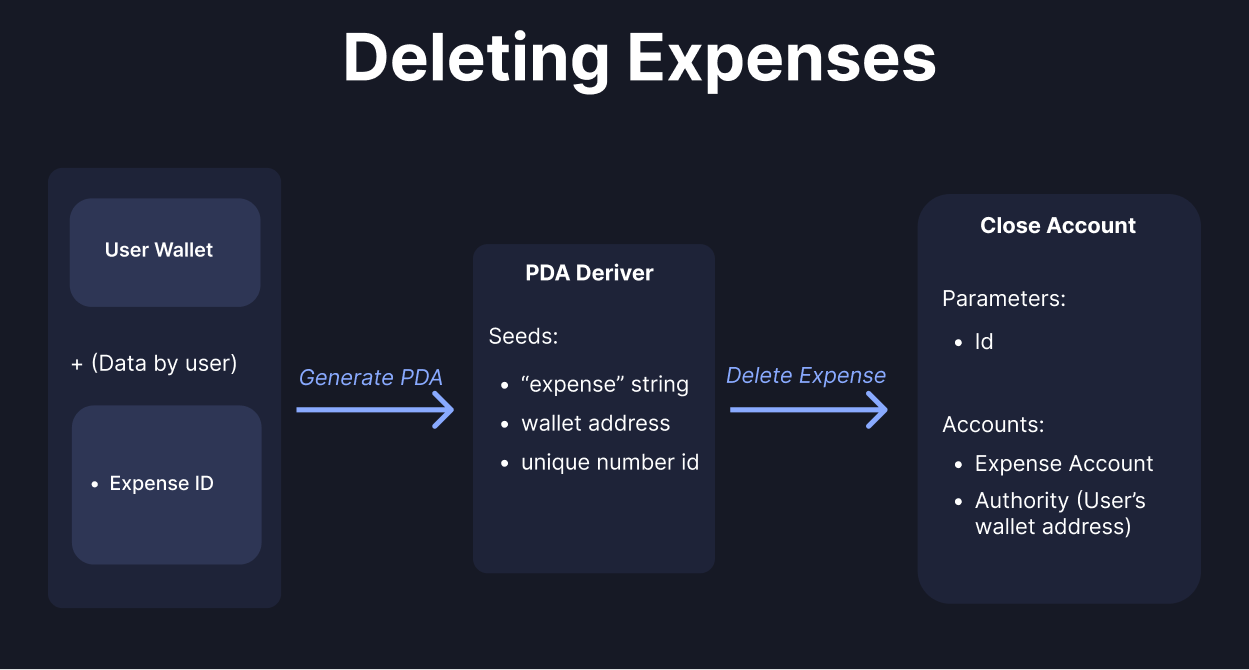 Deleting Expenses
User Wallet
+ (Data by user)
• Expense ID
Generate PDA
PDA Deriver
Seeds:
• “expense” string
• wallet address
• unique number id
Delete Expense
Close Account
Parameters:
• Id
Accounts:
• Expense Account
• Authority (User’s
wallet address)